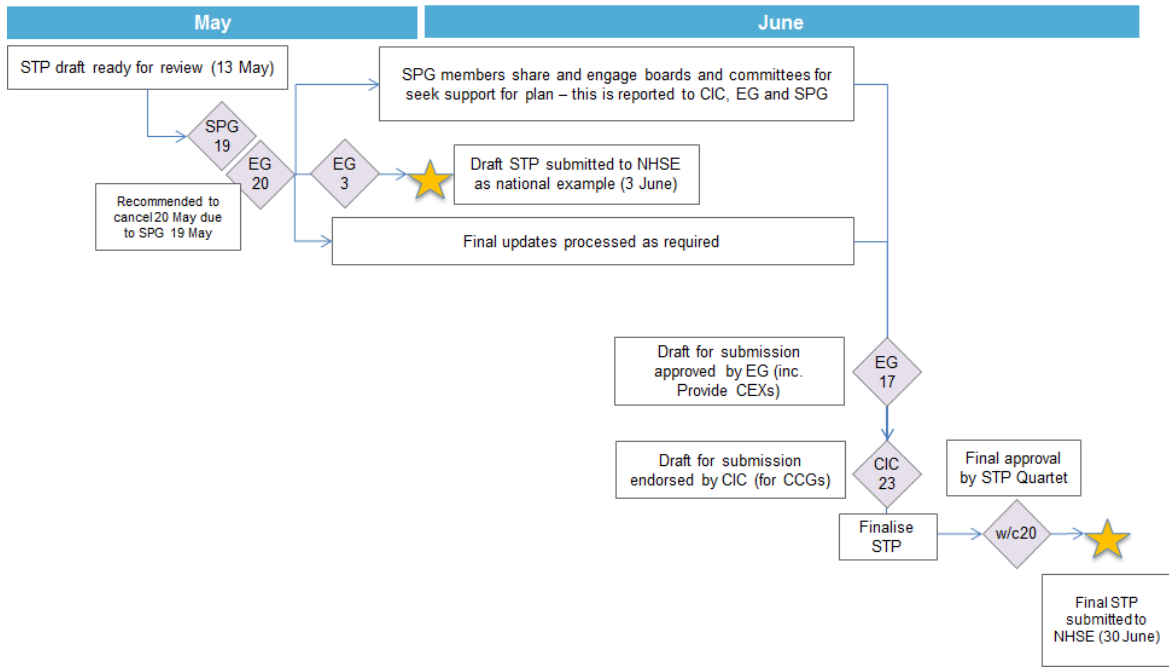 May
June
STP draft ready for review (13 May)
SPG members share and engage boards and committees for
seek support for plan – this is reported to CIC, EG and SPG
SPG
19
EG
20
EG
3
Draft STP submitted to NHSE
as national example (3 June)
Recommended to
cancel 20 May due
to SPG 19 May
Final updates processed as required
Draft for submission
approved by EG (inc.
Provide CEXs)
EG
17
Draft for submission
endorsed by CIC (for CCGs)
CIC
23
Final approval
by STP Quartet
Finalise
STP
w/c20
Final STP
submitted to
NHSE (30 June)